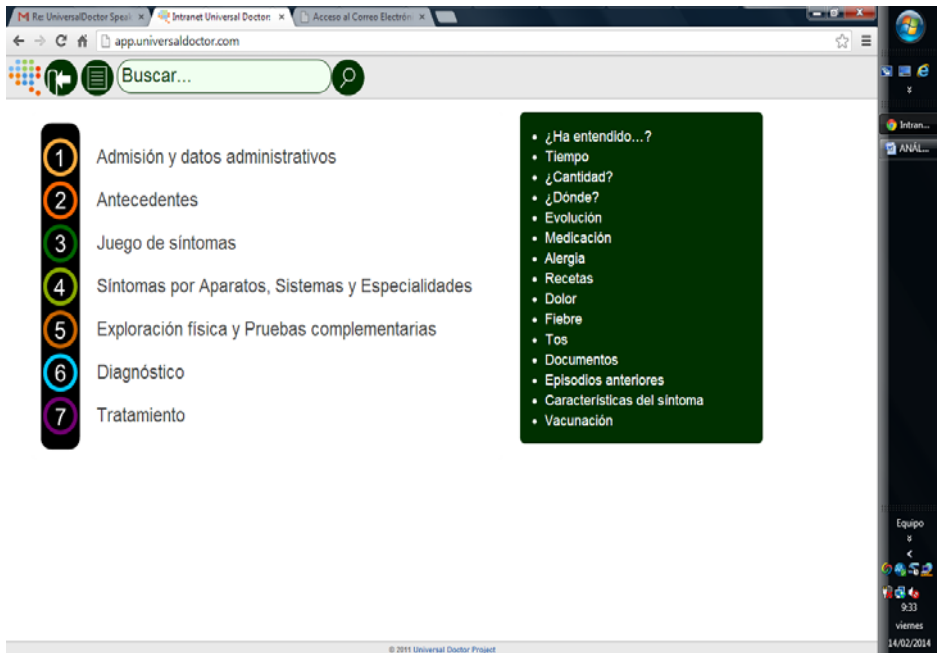 Re: UniversalDoctor Speak
Intranet Universal Doctor:
Acceso al Correo Electróni
app.universaldoctor.com
Buscar...
1 Admisión y datos administrativos
2 Antecedentes
3 Juego de síntomas
4 Síntomas por Aparatos, Sistemas y Especialidades
5 Exploración física y Pruebas complementarias
6 Diagnóstico
7 Tratamiento
• ¿Ha entendido...?
• Tiempo
• ¿Cantidad?
• ¿Dónde?
• Evolución
• Medicación
• Alergia
• Recetas
• Dolor
• Fiebre
• Tos
• Documentos
• Episodios anteriores
• Características del síntoma
• Vacunación
© 2011 Universal Doctor Project
Intran...
ANÁL...
Equipo
9:33
viernes
14/02/2014